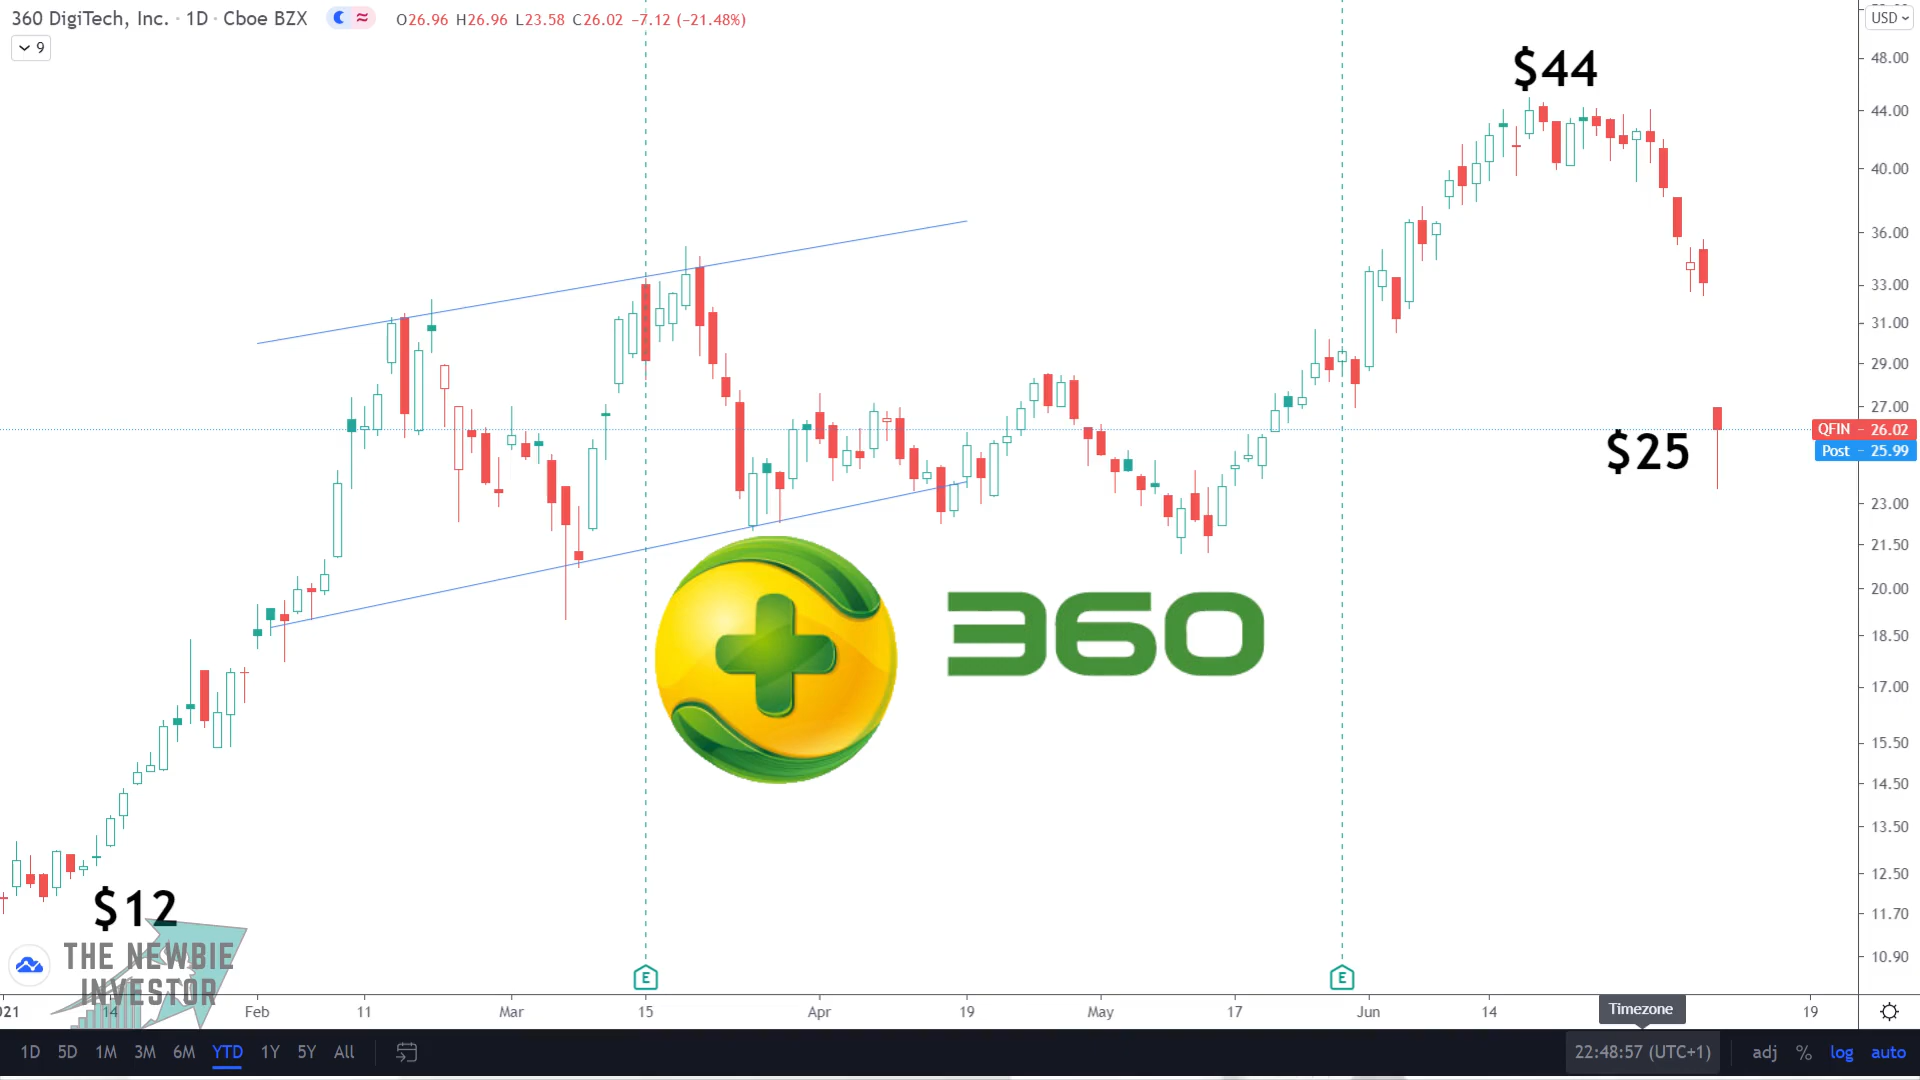 360 DigiTech, Inc. · 1D · Cboe BZX O26.96 H26.96 L23.58 C26.02 −7.12 (−21.48%)
USD
9
$44
48.00
44.00
40.00
36.00
33.00
31.00
29.00
27.00
QFIN − 26.02
Post − 25.99
$25
23.00
21.50
20.00
360
18.50
17.00
15.50
14.50
13.50
12.50
$12
11.70
THE NEWBIE
INVESTOR
10.90
E E
021 14 Feb 11 Mar 15 Apr 19 May 17 Jun 14 19
Timezone
1D 5D 1M 3M 6M YTD 1Y 5Y All 22:48:57 (UTC+1) adj % log auto